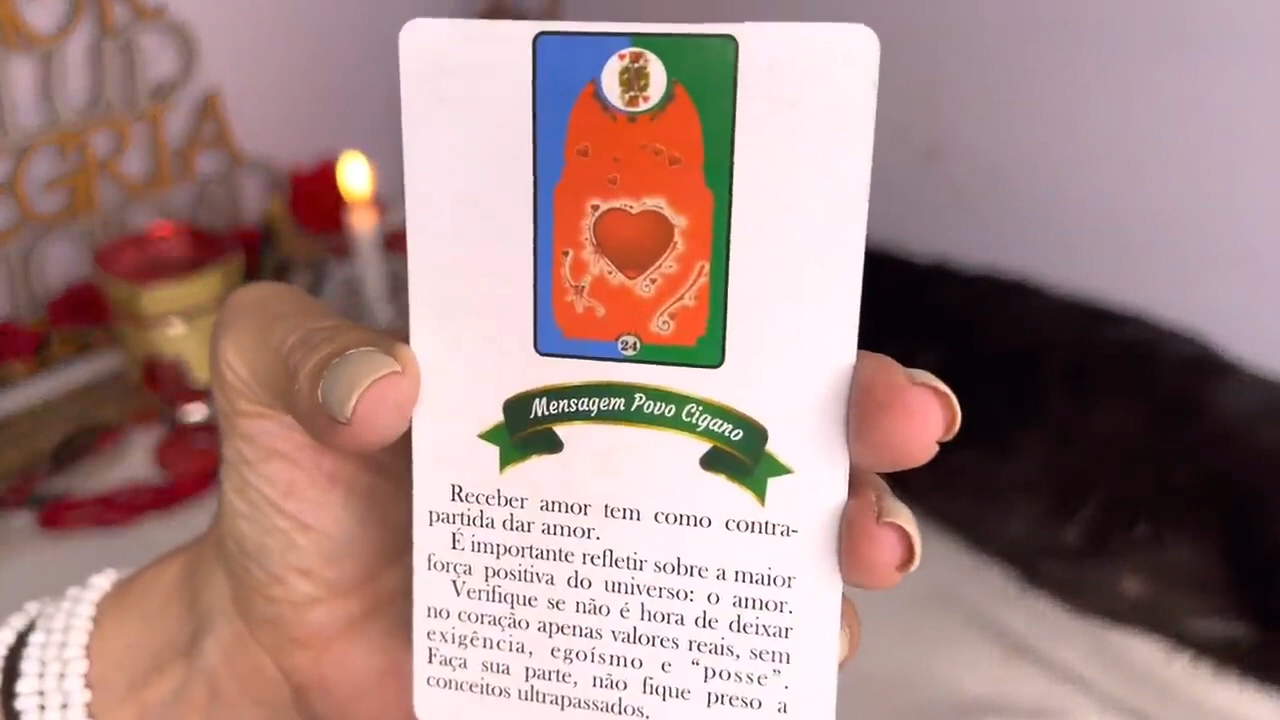 EGRIA
24
Mensagem Povo Cigano
Receber amor tem como contra-
partida dar amor.
É importante refletir sobre a maior
força positiva do universo: o amor.
Verifique se não é hora de deixar
no coração apenas valores reais, sem
exigência, egoísmo e “posse”.
Faça sua parte, não fique preso a
conceitos ultrapassados.